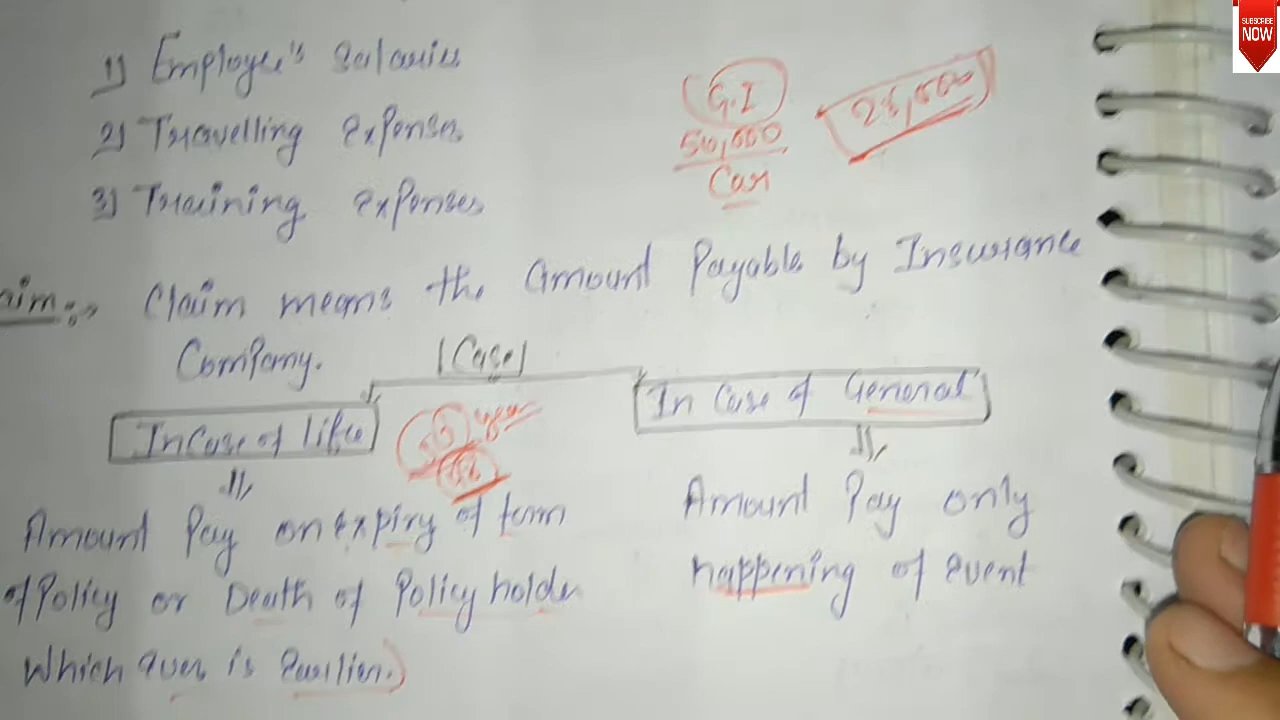 1) Employee's Salaries
2) Travelling Expenses
3) Training Expenses
G.I
50,000
Car
25,000
aim:- Claim means the Amount Payable by Insurance
Company.
Case
In Case of life
In Case of General
year
Amount Pay on expiry of term
of Policy or Death of Policy holder
Which ever is Earlier.
Amount Pay only
happening of event
SUBSCRIBE
NOW